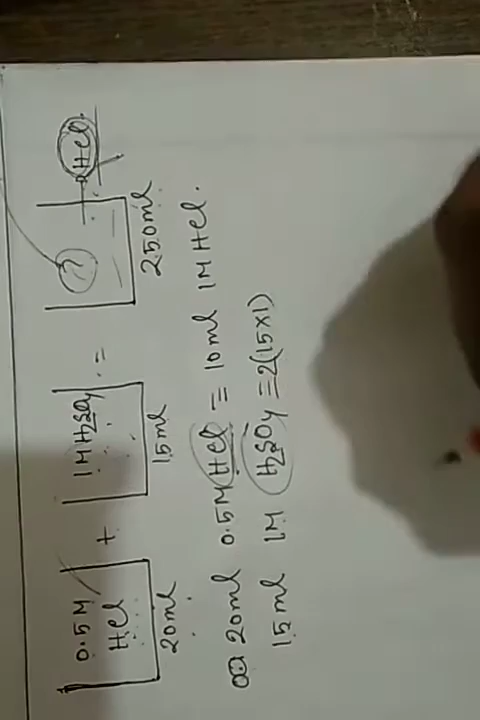 0.5M HCl + 1M H₂SO₄ = ? → HCl.
20ml 15ml 250ml
20ml 0.5M HCl ≡ 10ml 1M HCl.
15ml 1M H₂SO₄ ≡ 2(15×1)